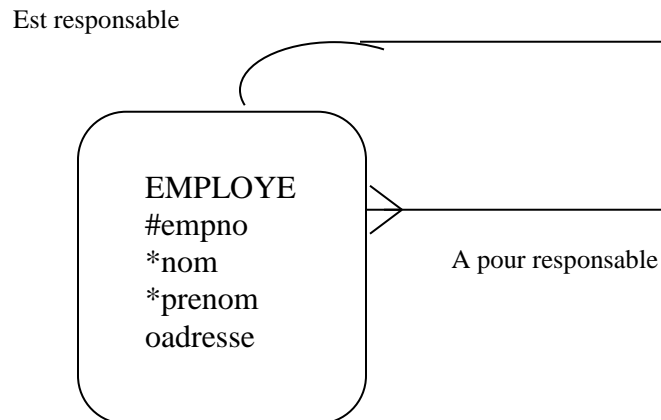 Est responsable
EMPLOYE
#empno
*nom
*prenom
oadresse
A pour responsable